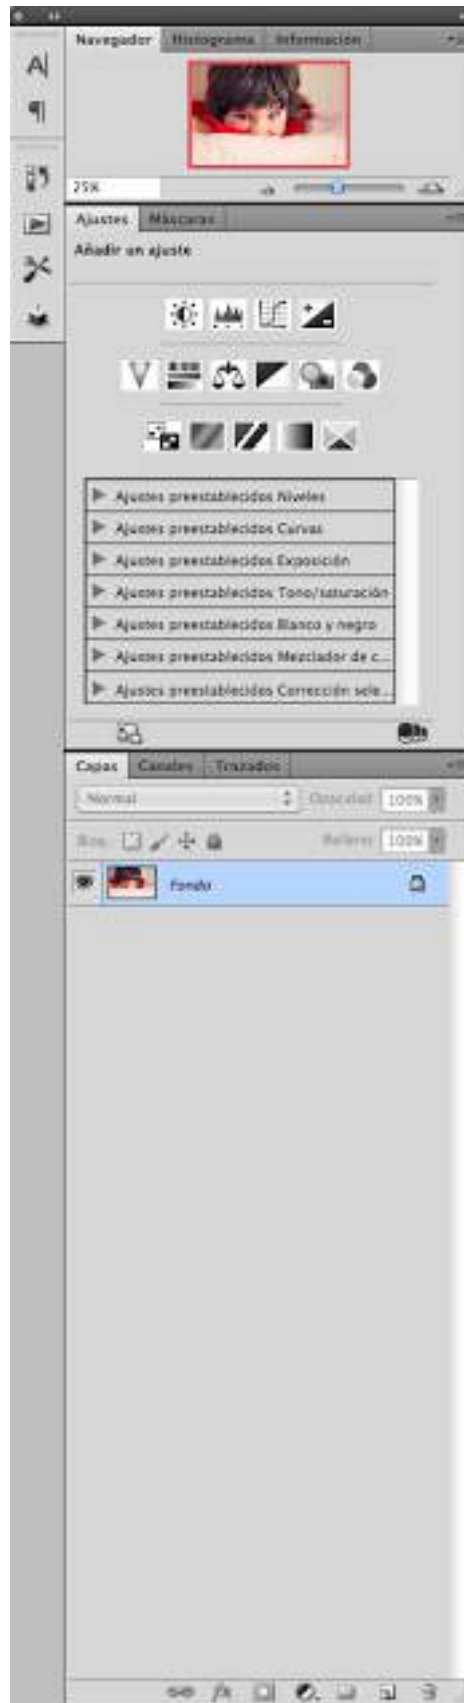 Navegador Histograma Información
25%
Ajustes Máscaras
Añadir un ajuste
Ajustes preestablecidos Niveles
Ajustes preestablecidos Curvas
Ajustes preestablecidos Exposición
Ajustes preestablecidos Tono/saturación
Ajustes preestablecidos Blanco y negro
Ajustes preestablecidos Mezclador de c...
Ajustes preestablecidos Corrección sele...
Capas Canales Trazados
Normal Opacidad: 100%
Bloq.: Relleno: 100%
Fondo